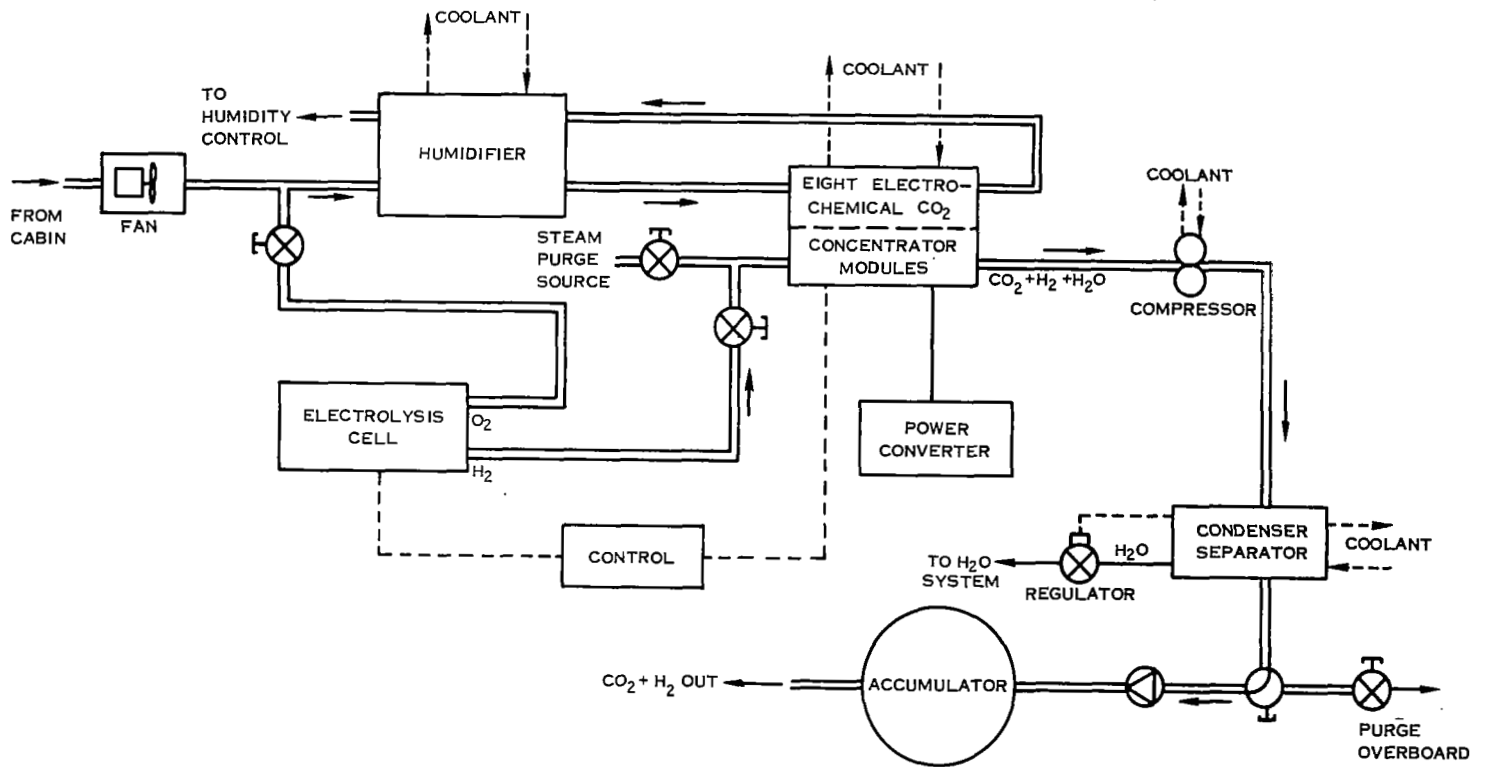 COOLANT
COOLANT
TO
HUMIDITY
CONTROL
HUMIDIFIER
FROM
CABIN
FAN
EIGHT ELECTRO-
CHEMICAL CO2
CONCENTRATOR
MODULES
STEAM
PURGE
SOURCE
COOLANT
CO2+H2+H2O
COMPRESSOR
ELECTROLYSIS
CELL
O2
H2
POWER
CONVERTER
CONTROL
CONDENSER
SEPARATOR
COOLANT
H2O
TO H2O
SYSTEM
REGULATOR
CO2+H2 OUT
ACCUMULATOR
PURGE
OVERBOARD